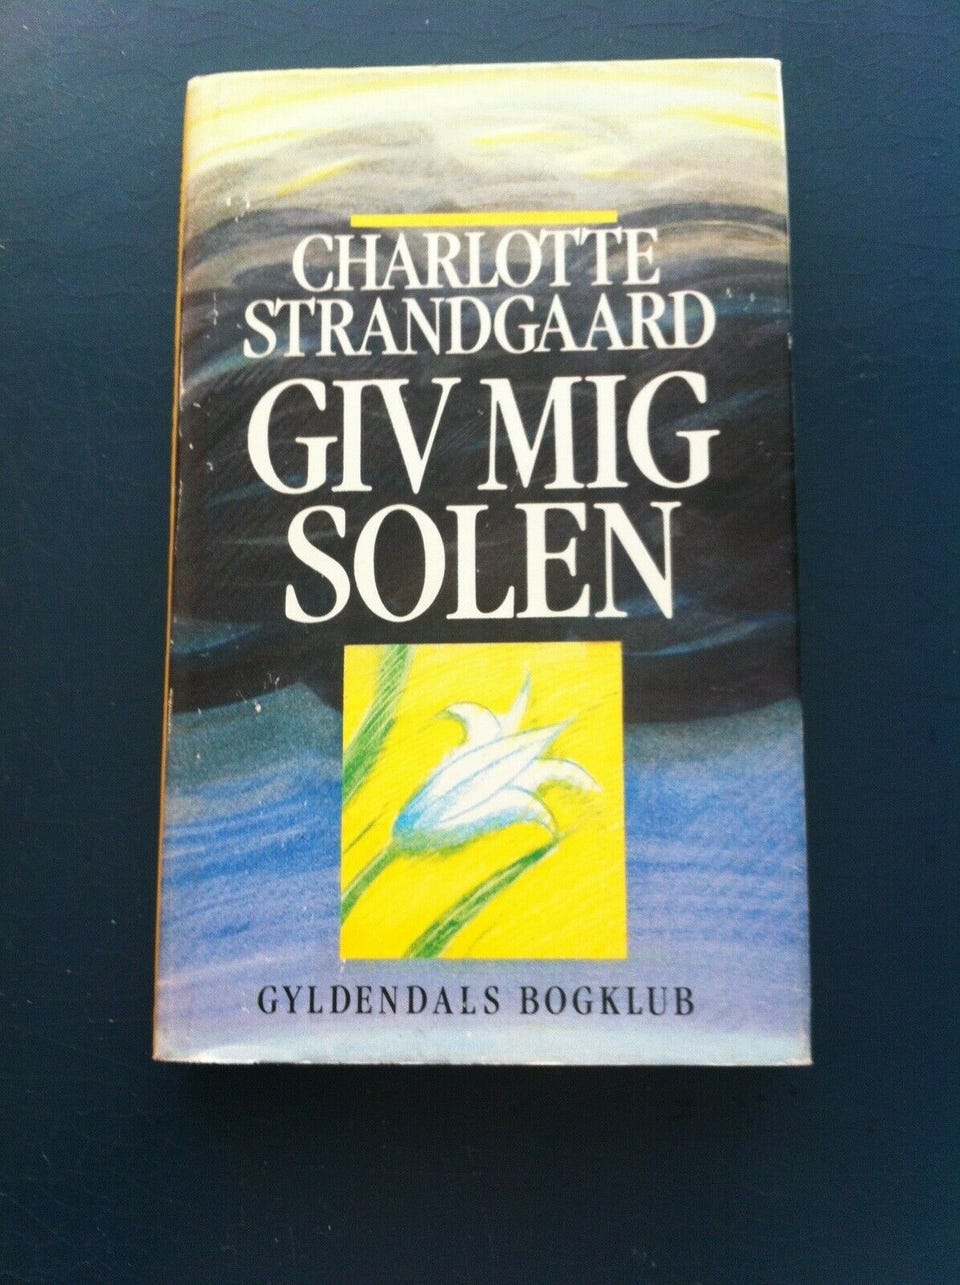 CHARLOTTE
STRANDGAARD
GIV MIG
SOLEN
GYLDENDALS BOGKLUB